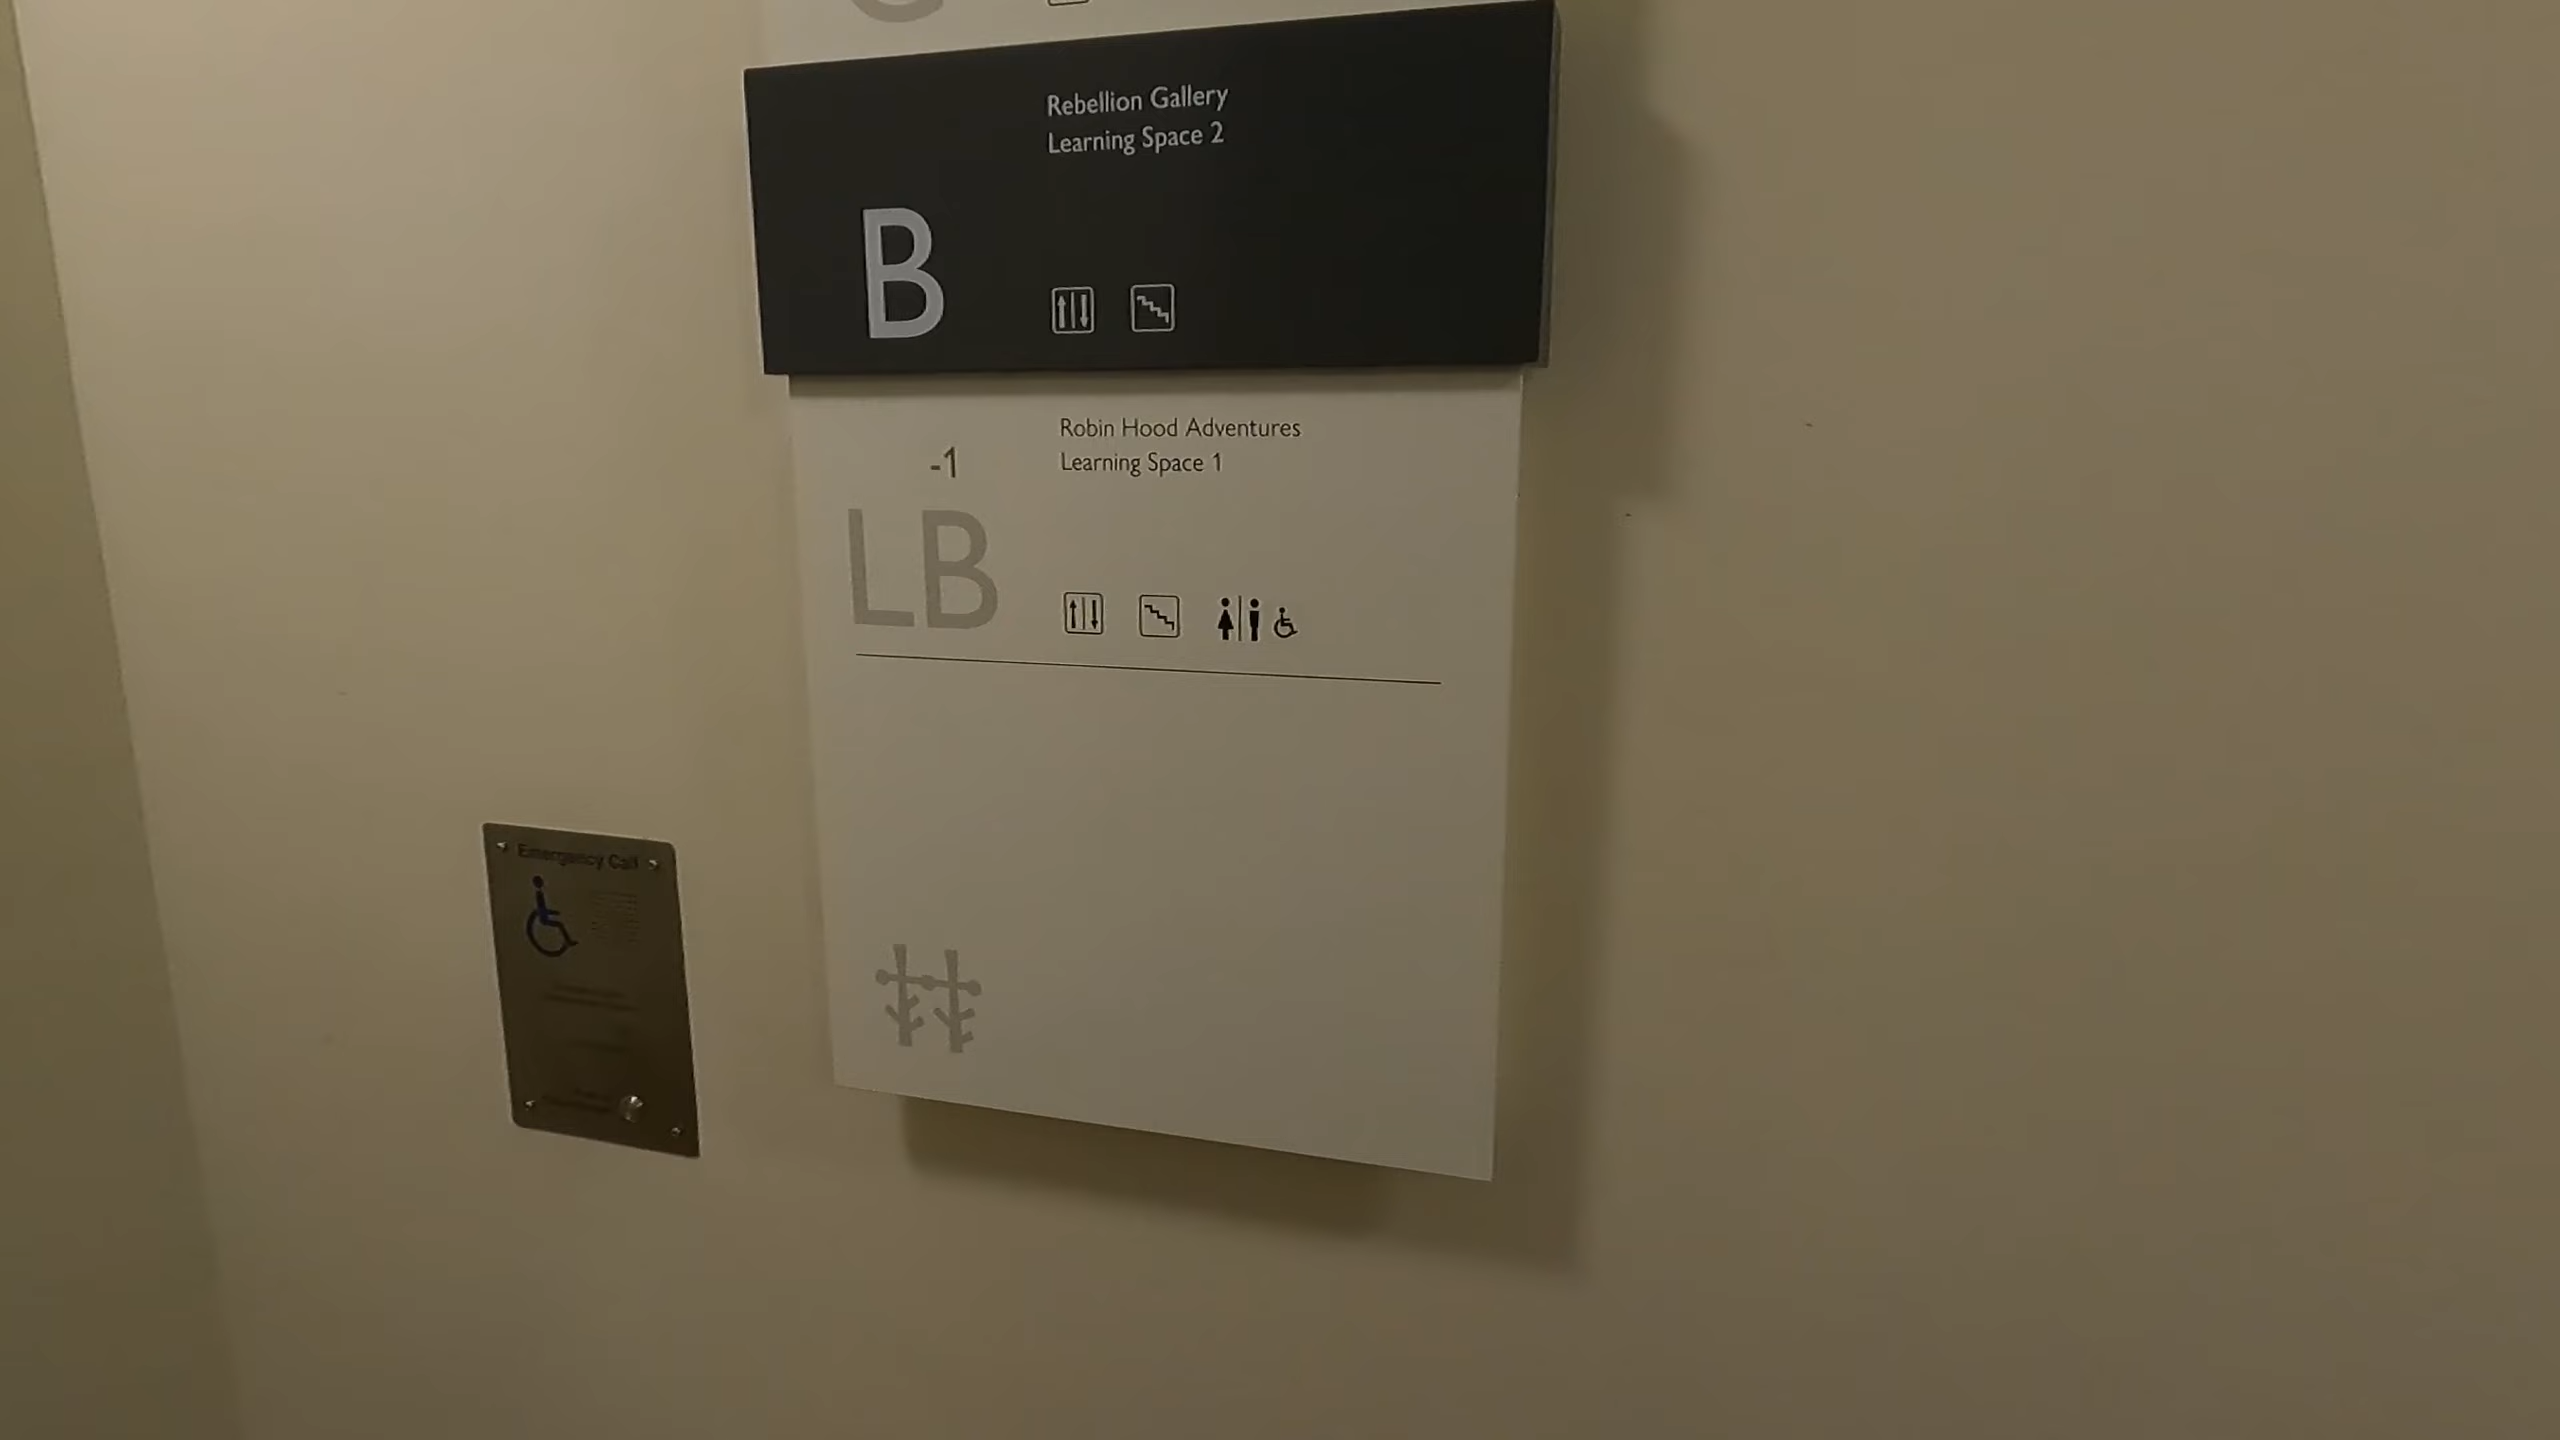 Rebellion Gallery
Learning Space 2
B
Robin Hood Adventures
-1
Learning Space 1
LB
Emergency Call